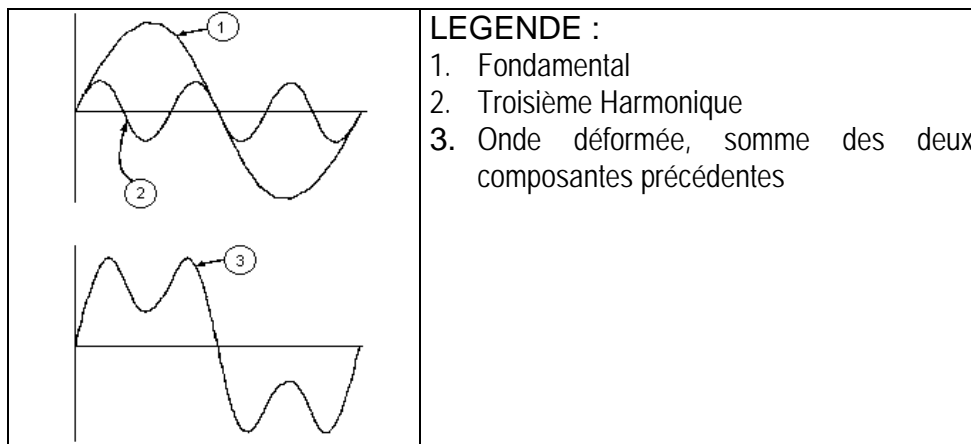 1
2
3
LEGENDE :
1. Fondamental
2. Troisième Harmonique
3. Onde déformée, somme des deux
composantes précédentes